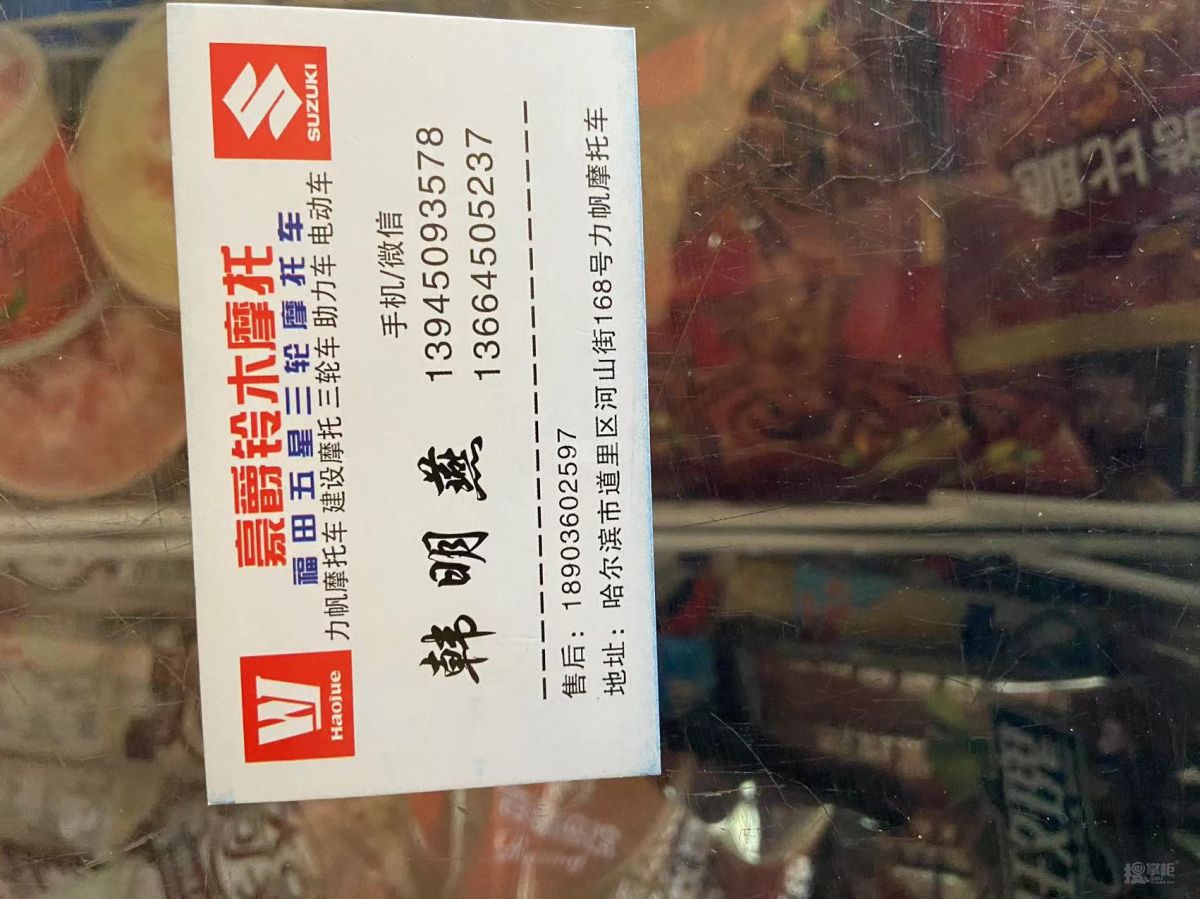 Haojue
豪爵铃木摩托
SUZUKI
福田五星三轮摩托车
力帆摩托车 建设摩托 三轮车 助力车 电动车
手机/微信
韩明燕
13945093578
13664505237
售后：18903602597
地址：哈尔滨市道里区河山街168号力帆摩托车
掌柜